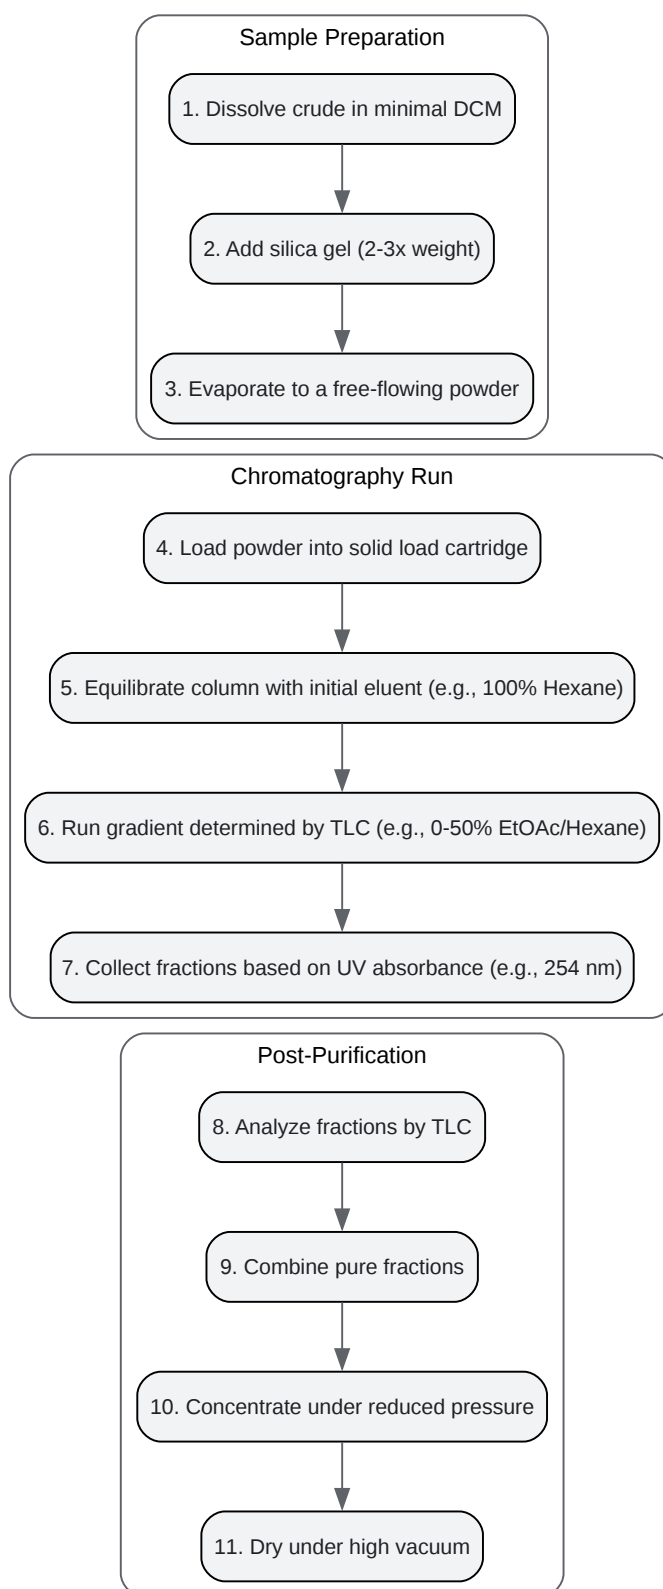 Sample Preparation
1. Dissolve crude in minimal DCM
2. Add silica gel (2-3x weight)
3. Evaporate to a free-flowing powder
Chromatography Run
4. Load powder into solid load cartridge
5. Equilibrate column with initial eluent (e.g., 100% Hexane)
6. Run gradient determined by TLC (e.g., 0-50% EtOAc/Hexane)
7. Collect fractions based on UV absorbance (e.g., 254 nm)
Post-Purification
8. Analyze fractions by TLC
9. Combine pure fractions
10. Concentrate under reduced pressure
11. Dry under high vacuum